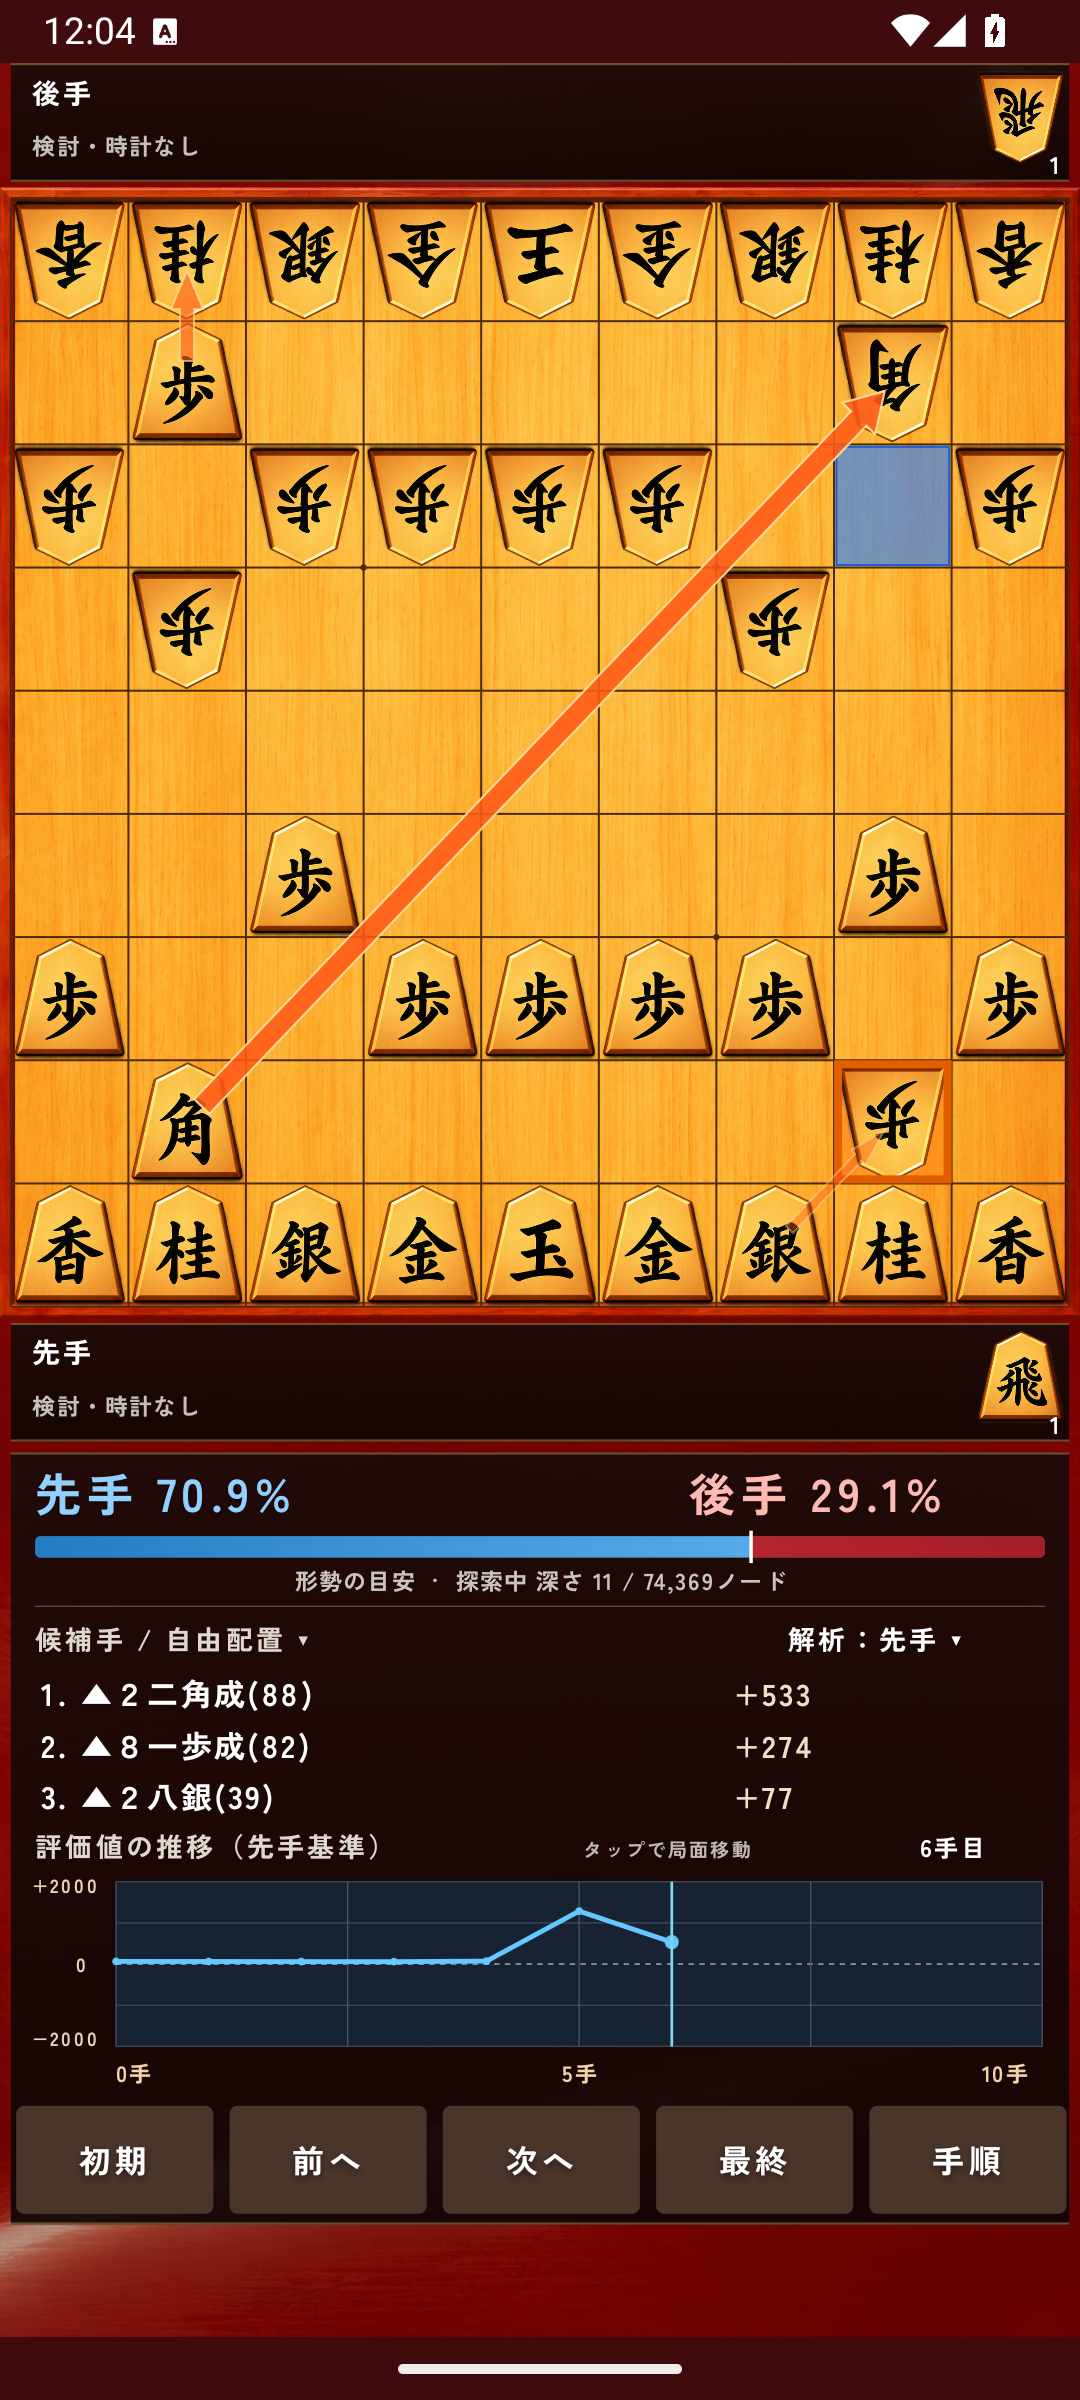 12:04 A
後手
検討・時計なし
飛 1
香 桂 銀 金 王 金 銀 桂 香
歩 角
歩 歩 歩 歩 歩 歩
歩 歩
歩 歩
歩 歩 歩 歩 歩 歩
角 歩
香 桂 銀 金 玉 金 銀 桂 香
先手
検討・時計なし
飛 1
先手 70.9% 後手 29.1%
形勢の目安 ・ 探索中 深さ 11 / 74,369ノード
候補手 / 自由配置 ▾ 解析：先手 ▾
1. ▲２二角成(88) +533
2. ▲８一歩成(82) +274
3. ▲２八銀(39) +77
評価値の推移（先手基準） タップで局面移動 6手目
+2000
0
−2000
0手 5手 10手
初期 前へ 次へ 最終 手順